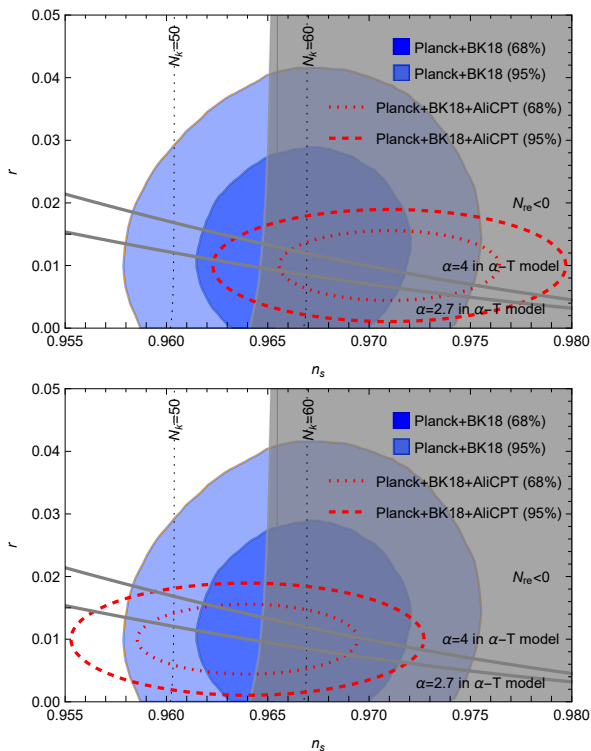 0.05
0.04
0.03
0.02
0.01
0.00
r
N_k=50
N_k=60
Planck+BK18 (68%)
Planck+BK18 (95%)
Planck+BK18+AliCPT (68%)
Planck+BK18+AliCPT (95%)
N_re<0
α=4 in α-T model
α=2.7 in α-T model
0.955 0.960 0.965 0.970 0.975 0.980
n_s
0.05
0.04
0.03
0.02
0.01
0.00
r
N_k=50
N_k=60
Planck+BK18 (68%)
Planck+BK18 (95%)
Planck+BK18+AliCPT (68%)
Planck+BK18+AliCPT (95%)
N_re<0
α=4 in α-T model
α=2.7 in α-T model
0.955 0.960 0.965 0.970 0.975 0.980
n_s